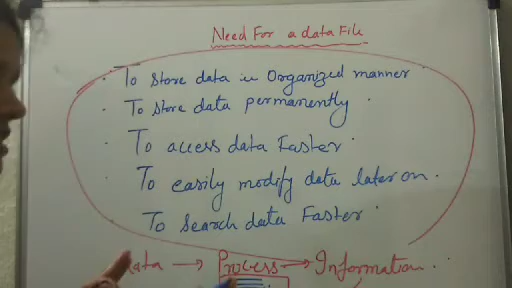 Need For a data File
· To store data in Organized manner
· To store data permanently ·
· To access data Faster ·
· To easily modify data later on .
· To Search data Faster ·
ata → Process → Information . .